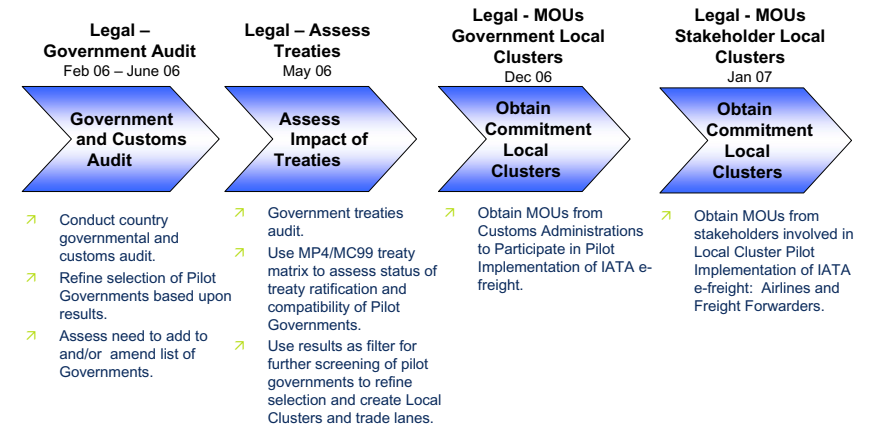 Legal –
Government Audit
Feb 06 – June 06
Government
and Customs
Audit
Conduct country
governmental and
customs audit.
Refine selection of Pilot
Governments based upon
results.
Assess need to add to
and/or amend list of
Governments.
Legal – Assess
Treaties
May 06
Assess
Impact of
Treaties
Government treaties
audit.
Use MP4/MC99 treaty
matrix to assess status of
treaty ratification and
compatibility of Pilot
Governments.
Use results as filter for
further screening of pilot
governments to refine
selection and create Local
Clusters and trade lanes.
Legal - MOUs
Government Local
Clusters
Dec 06
Obtain
Commitment
Local
Clusters
Obtain MOUs from
Customs Administrations
to Participate in Pilot
Implementation of IATA e-
freight.
Legal - MOUs
Stakeholder Local
Clusters
Jan 07
Obtain
Commitment
Local
Clusters
Obtain MOUs from
stakeholders involved in
Local Cluster Pilot
Implementation of IATA
e-freight: Airlines and
Freight Forwarders.